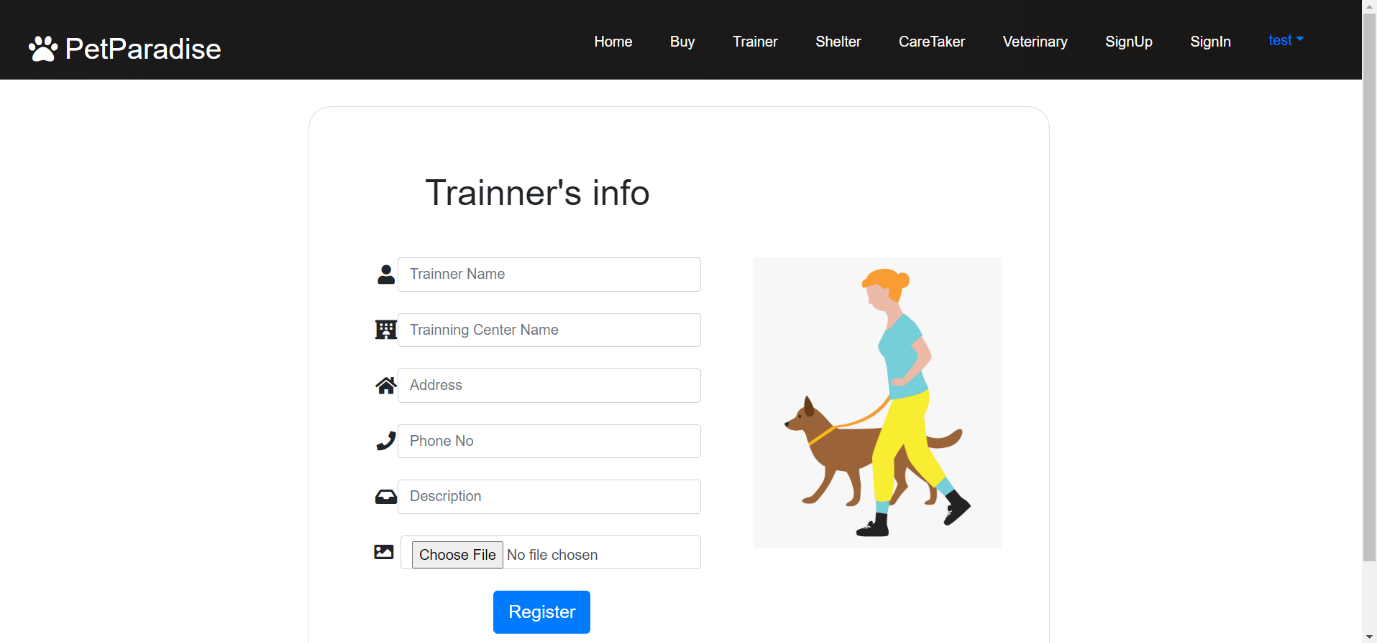 PetParadise
Home Buy Trainer Shelter CareTaker Veterinary SignUp SignIn test
Trainner's info
Trainner Name
Trainning Center Name
Address
Phone No
Description
Choose File No file chosen
Register